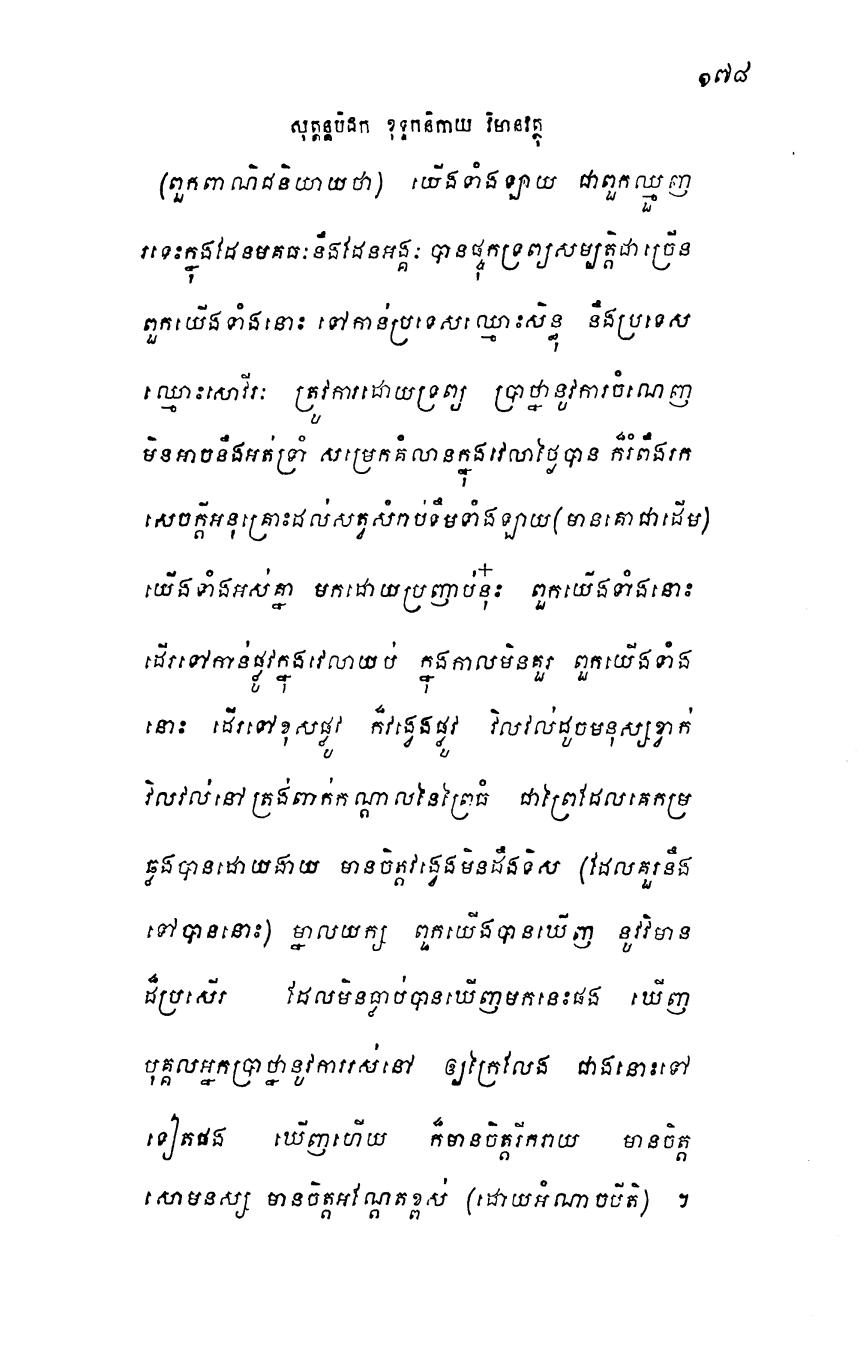 ១៧៨
សុត្តន្តបិដក ខុទ្ទកនិកាយ វិមានវត្ថុ
(ពួកពាណិជនិយាយថា) យើងទាំងឡាយ ជាពួកឈ្មួញ
រទេះក្នុងដែនមគធៈនឹងដែនអង្គៈ បានផ្ទុកទ្រព្យសម្បត្តិជាច្រើន
ពួកយើងទាំងនោះ ទៅកាន់ប្រទេសឈ្មោះសិន្ធុ នឹងប្រទេស
ឈ្មោះសោវីរៈ ត្រូវការដោយទ្រព្យ ប្រាថ្នានូវការចំណេញ
មិនអាចនឹងអត់ទ្រាំ សម្រេកគំលានក្នុងវេលាថ្ងៃបាន ក៏រំពឹងរក
សេចក្តីអនុគ្រោះដល់សត្វសំរាប់ទឹមទាំងឡាយ(មានគោជាដើម)
យើងទាំងអស់គ្នា មកដោយប្រញាប់នុ៎ះ ពួកយើងទាំងនោះ
ដើរទៅកាន់ផ្លូវក្នុងវេលាយប់ ក្នុងកាលមិនគួរ ពួកយើងទាំង
នោះ ដើរទៅខុសផ្លូវ ក៏វង្វេងផ្លូវ វិលវល់ដូចមនុស្សខ្វាក់
វិលវល់នៅត្រង់ពាក់កណ្តាលនៃព្រៃធំ ជាព្រៃដែលគេកម្រ
ឆ្លងបានដោយងាយ មានចិត្តវង្វេងមិនដឹងទិស (ដែលគួរនឹង
ទៅបាននោះ) ម្នាលយក្ស ពួកយើងបានឃើញ នូវវិមាន
ដ៏ប្រសើរ ដែលមិនធ្លាប់បានឃើញមកនេះផង ឃើញ
បុគ្គលអ្នកប្រាថ្នានូវការរស់នៅ ឲ្យក្រៃលែង ជាងនោះទៅ
ទៀតផង ឃើញហើយ ក៏មានចិត្តរីករាយ មានចិត្ត
សោមនស្ស មានចិត្តអណ្តែតខ្ពស់ (ដោយអំណាចបីតិ) ។